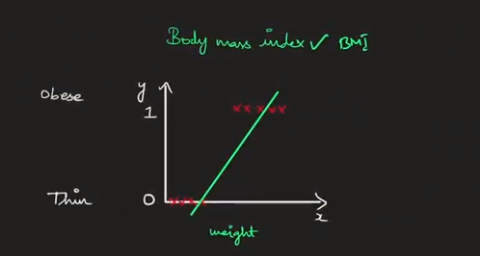 Body mass index ✓ BMI
Obese
y
1
Thin
0
x
weight